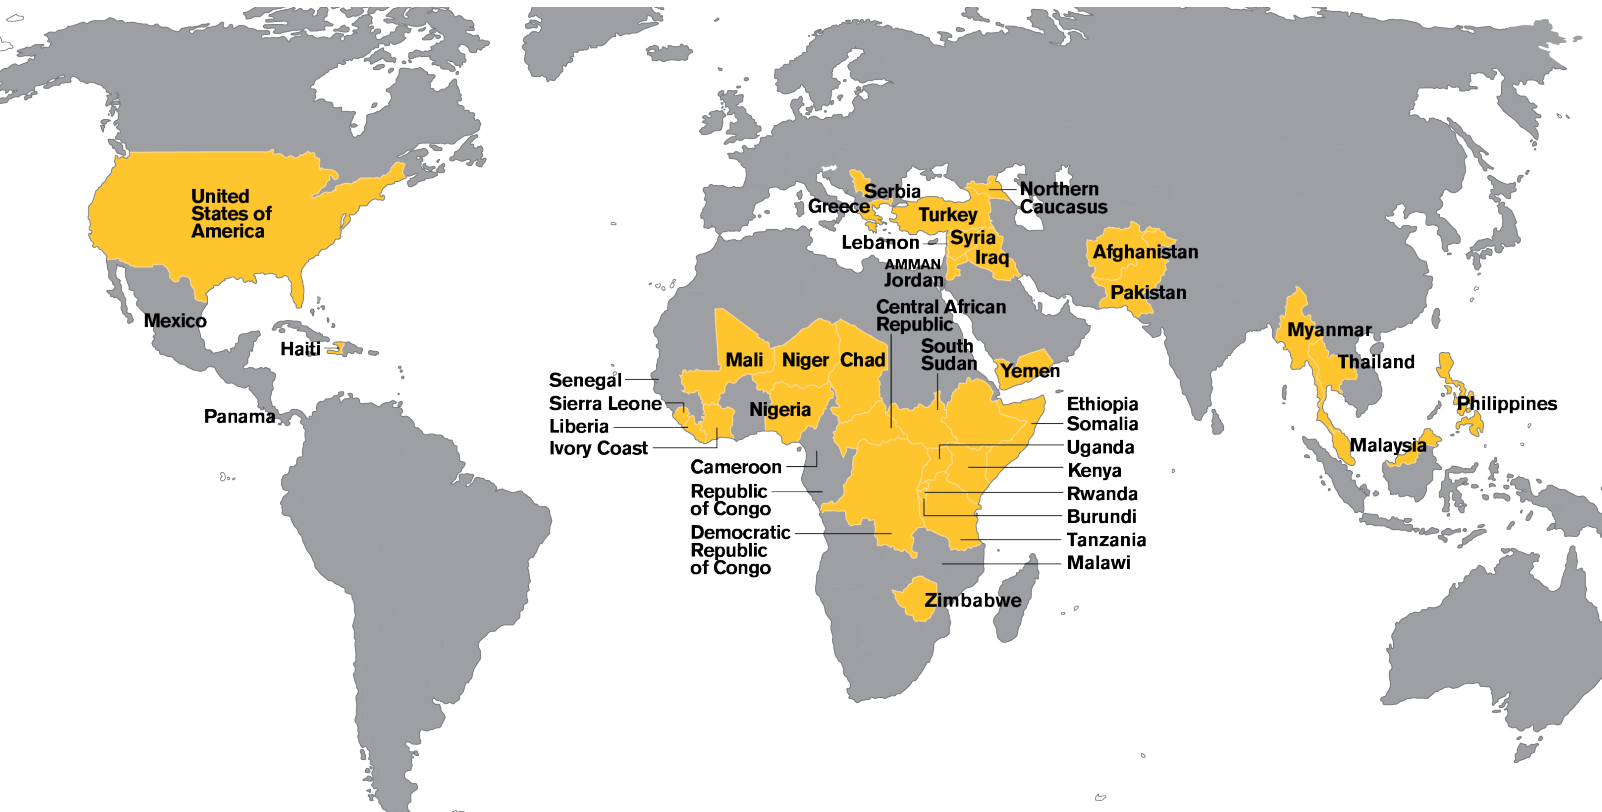 United
States of
America
Mexico
Haiti
Panama
Serbia
Greece
Turkey
Northern
Caucasus
Lebanon
Syria
Iraq
AMMAN
Jordan
Afghanistan
Pakistan
Central African
Republic
South
Sudan
Mali
Niger
Chad
Yemen
Myanmar
Thailand
Philippines
Malaysia
Senegal
Sierra Leone
Liberia
Ivory Coast
Nigeria
Cameroon
Republic
of Congo
Democratic
Republic
of Congo
Ethiopia
Somalia
Uganda
Kenya
Rwanda
Burundi
Tanzania
Malawi
Zimbabwe